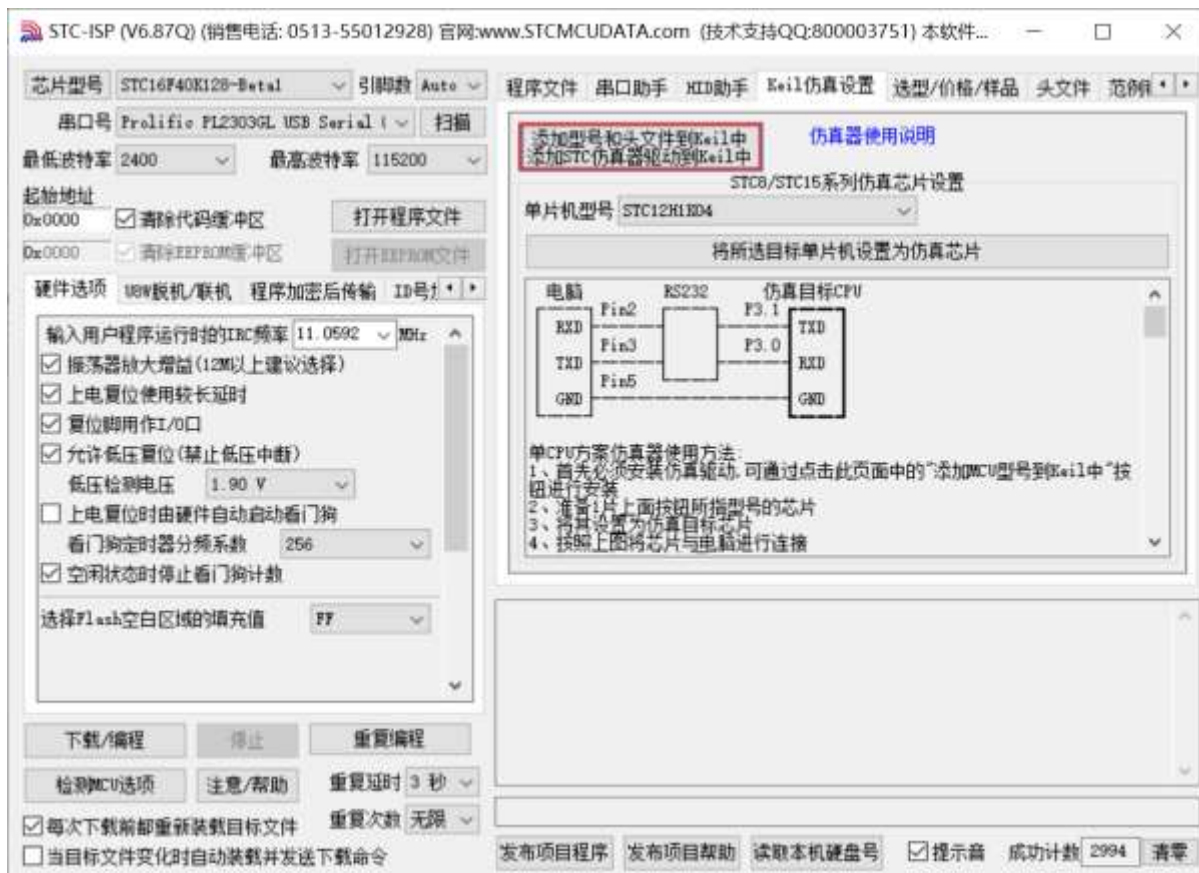 STC-ISP (V6.87Q) (销售电话: 0513-55012928) 官网:www.STCMCUDATA.com (技术支持QQ:800003751) 本软件...
芯片型号 STC16F40K128-Beta1 引脚数 Auto
串口号 Prolific PL2303GL USB Serial ( 扫描
最低波特率 2400 最高波特率 115200
起始地址
0x0000 清除代码缓冲区 打开程序文件
0x0000 清除EEPROM缓冲区 打开EEPROM文件
硬件选项 U8W脱机/联机 程序加密后传输 ID号
输入用户程序运行时的IRC频率 11.0592 MHz
振荡器放大增益(12M以上建议选择)
上电复位使用较长延时
复位脚用作I/O口
允许低压复位(禁止低压中断)
低压检测电压 1.90 V
上电复位时由硬件自动启动看门狗
看门狗定时器分频系数 256
空闲状态时停止看门狗计数
选择Flash空白区域的填充值 FF
下载/编程 停止 重复编程
检测MCU选项 注意/帮助 重复延时 3 秒
每次下载前都重新装载目标文件 重复次数 无限
当目标文件变化时自动装载并发送下载命令
程序文件 串口助手 HID助手 Keil仿真设置 选型/价格/样品 头文件 范例
添加型号和头文件到Keil中
添加STC仿真器驱动到Keil中
仿真器使用说明
STC8/STC15系列仿真芯片设置
单片机型号 STC12H1K04
将所选目标单片机设置为仿真芯片
电脑 RS232 仿真目标CPU
Pin2 P3.1
RXD TXD
Pin3 P3.0
TXD RXD
Pin5
GND GND
单CPU方案仿真器使用方法:
1、首先必须安装仿真驱动,可通过点击此页面中的"添加MCU型号到Keil中"按
钮进行安装
2、准备1片上面按钮所指型号的芯片
3、将其设置为仿真目标芯片
4、按照上图将芯片与电脑进行连接
发布项目程序 发布项目帮助 读取本机硬盘号 提示音 成功计数 2994 清零